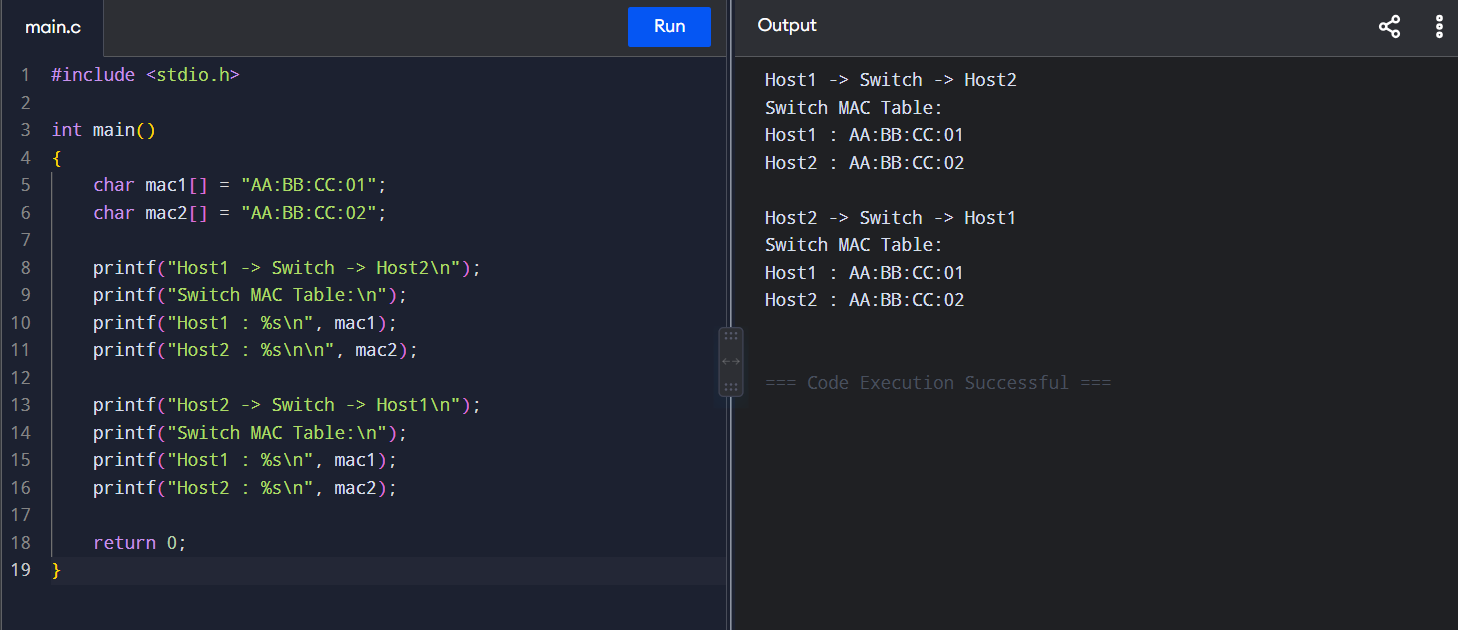 main.c
Run
1 #include <stdio.h>
2
3 int main()
4 {
5     char mac1[] = "AA:BB:CC:01";
6     char mac2[] = "AA:BB:CC:02";
7
8     printf("Host1 -> Switch -> Host2\n");
9     printf("Switch MAC Table:\n");
10     printf("Host1 : %s\n", mac1);
11     printf("Host2 : %s\n\n", mac2);
12
13     printf("Host2 -> Switch -> Host1\n");
14     printf("Switch MAC Table:\n");
15     printf("Host1 : %s\n", mac1);
16     printf("Host2 : %s\n", mac2);
17
18     return 0;
19 }
Output
Host1 -> Switch -> Host2
Switch MAC Table:
Host1 : AA:BB:CC:01
Host2 : AA:BB:CC:02

Host2 -> Switch -> Host1
Switch MAC Table:
Host1 : AA:BB:CC:01
Host2 : AA:BB:CC:02

=== Code Execution Successful ===